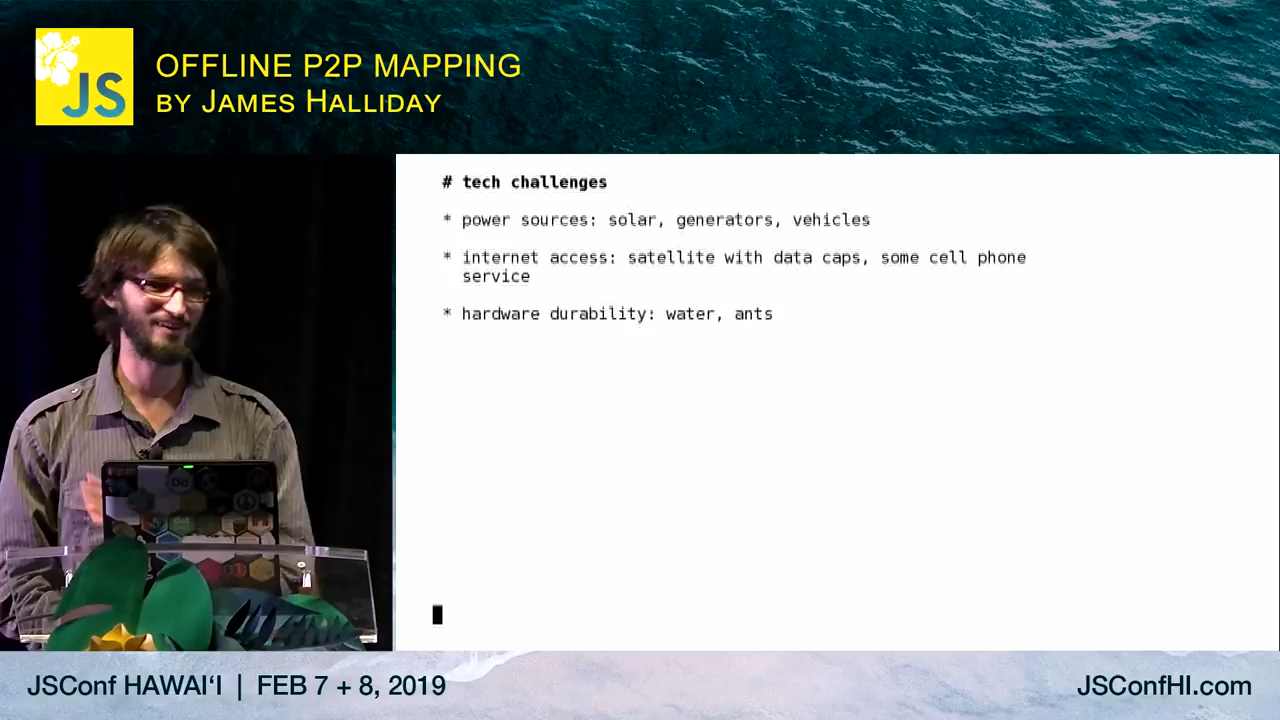 JS
OFFLINE P2P MAPPING
BY JAMES HALLIDAY
# tech challenges
* power sources: solar, generators, vehicles
* internet access: satellite with data caps, some cell phone
service
* hardware durability: water, ants
JSConf HAWAIʻI | FEB 7 + 8, 2019
JSConfHI.com